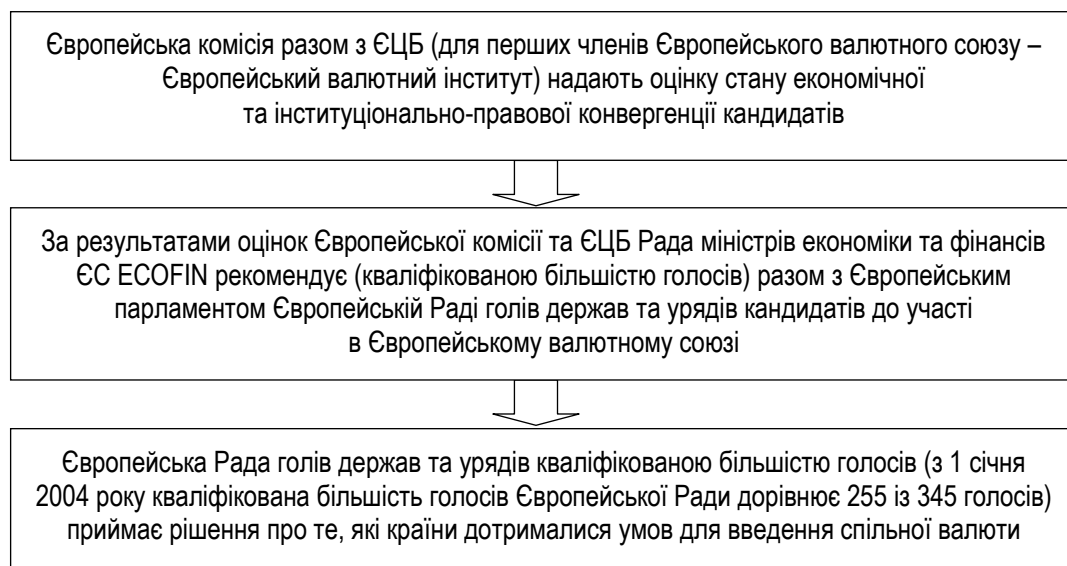 Європейська комісія разом з ЄЦБ (для перших членів Європейського валютного союзу –
Європейський валютний інститут) надають оцінку стану економічної
та інституціонально-правової конвергенції кандидатів
За результатами оцінок Європейської комісії та ЄЦБ Рада міністрів економіки та фінансів
ЄС ECOFIN рекомендує (кваліфікованою більшістю голосів) разом з Європейським
парламентом Європейській Раді голів держав та урядів кандидатів до участі
в Європейському валютному союзі
Європейська Рада голів держав та урядів кваліфікованою більшістю голосів (з 1 січня
2004 року кваліфікована більшість голосів Європейської Ради дорівнює 255 із 345 голосів)
приймає рішення про те, які країни дотрималися умов для введення спільної валюти